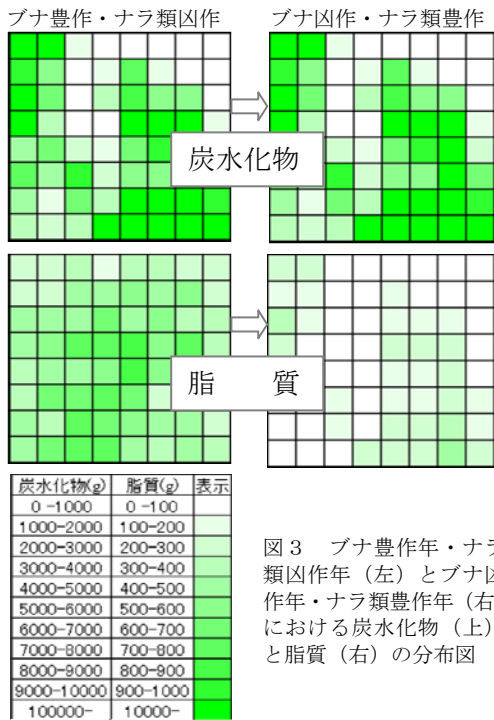 ブナ豊作・ナラ類凶作
ブナ凶作・ナラ類豊作
炭水化物
脂 質
炭水化物(g) 脂質(g) 表示
0-1000 0-100
1000-2000 100-200
2000-3000 200-300
3000-4000 300-400
4000-5000 400-500
5000-6000 500-600
6000-7000 600-700
7000-8000 700-800
8000-9000 800-900
9000-10000 900-1000
100000- 10000-
図3 ブナ豊作年・ナラ
類凶作年（左）とブナ凶
作年・ナラ類豊作年（右）
における炭水化物（上）
と脂質（右）の分布図